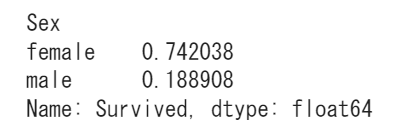 Sex
female    0.742038
male      0.188908
Name: Survived, dtype: float64